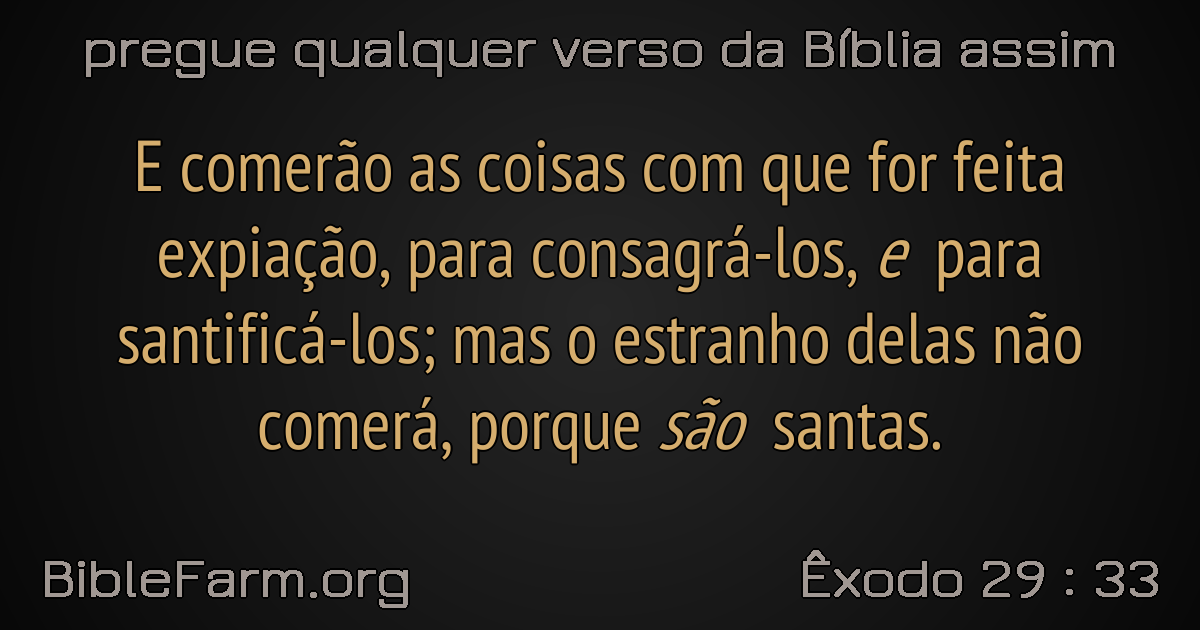 pregue qualquer verso da Bíblia assim
E comerão as coisas com que for feita
expiação, para consagrá-los, e para
santificá-los; mas o estranho delas não
comerá, porque são santas.
BibleFarm.org
Êxodo 29 : 33